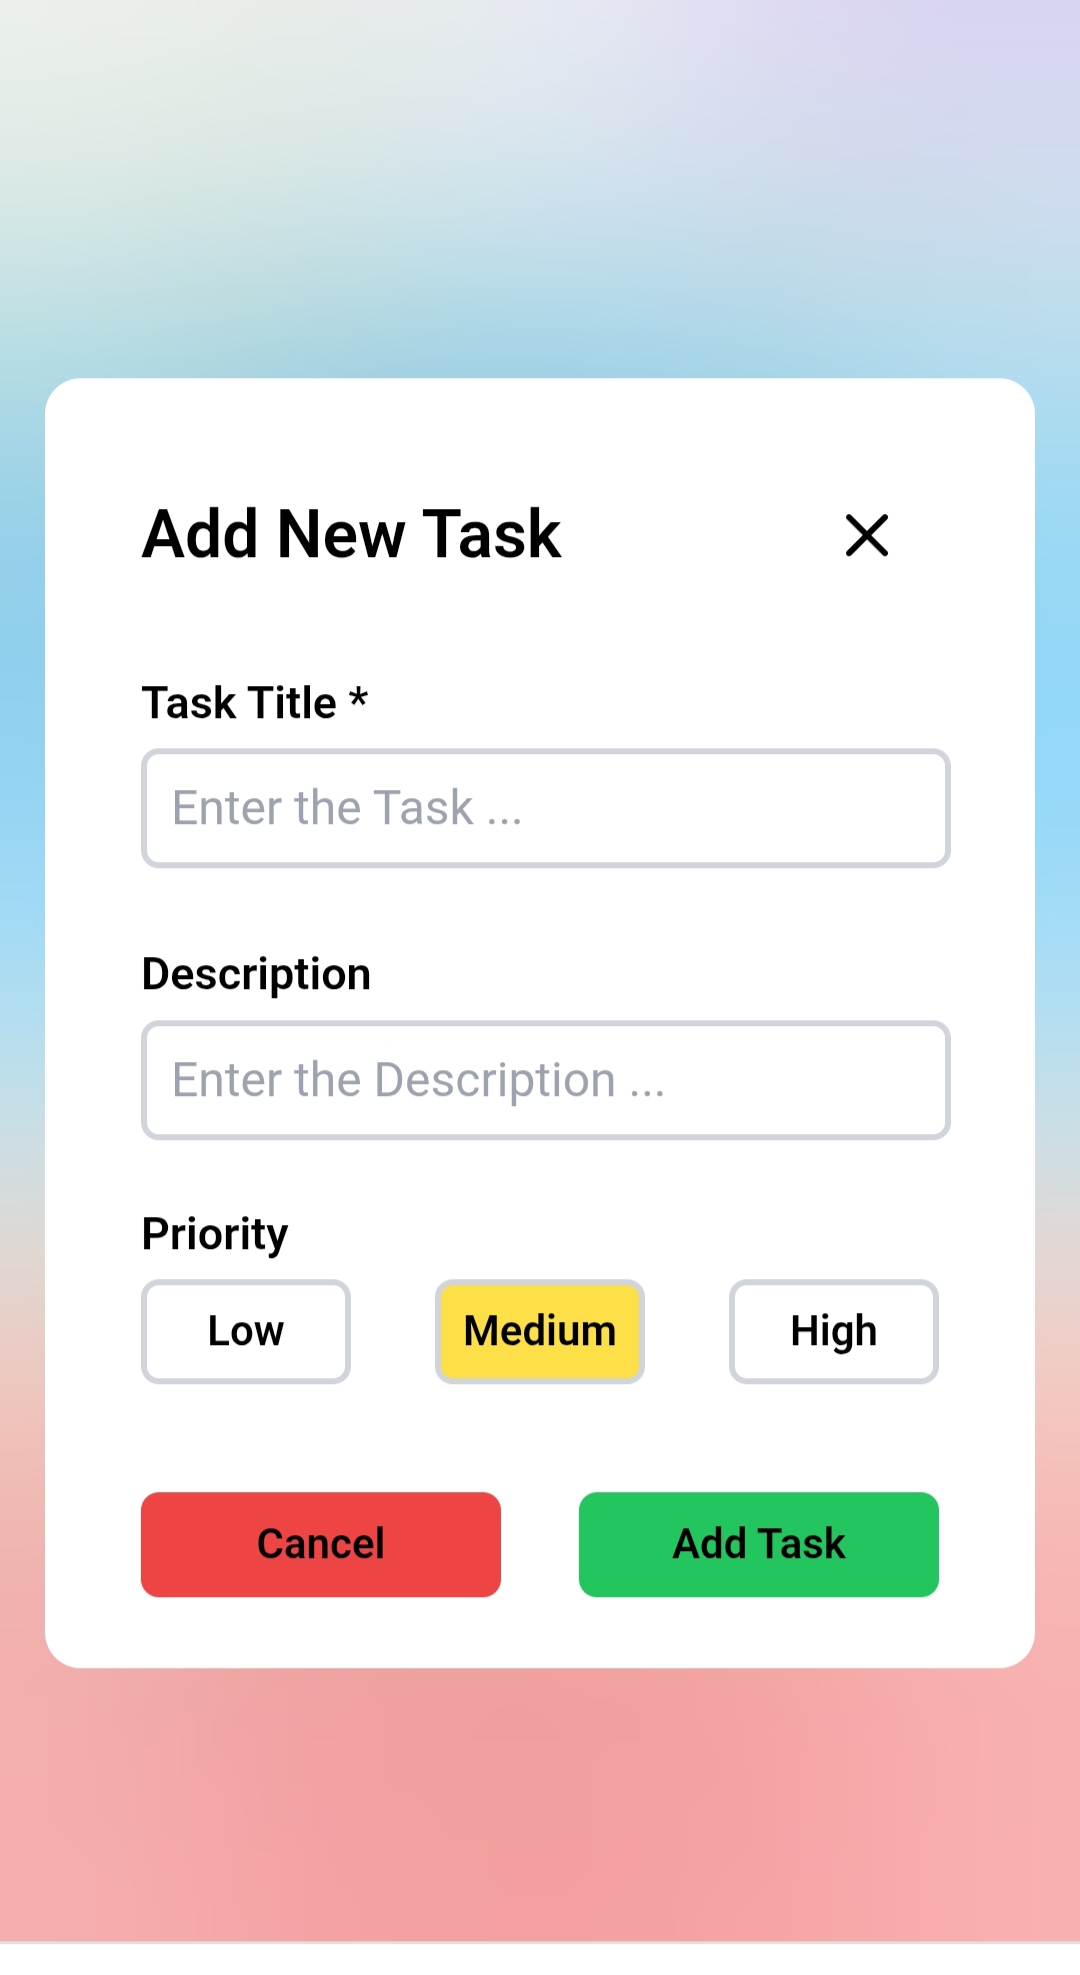 Add New Task
Task Title *
Enter the Task ...
Description
Enter the Description ...
Priority
Low Medium High
Cancel Add Task